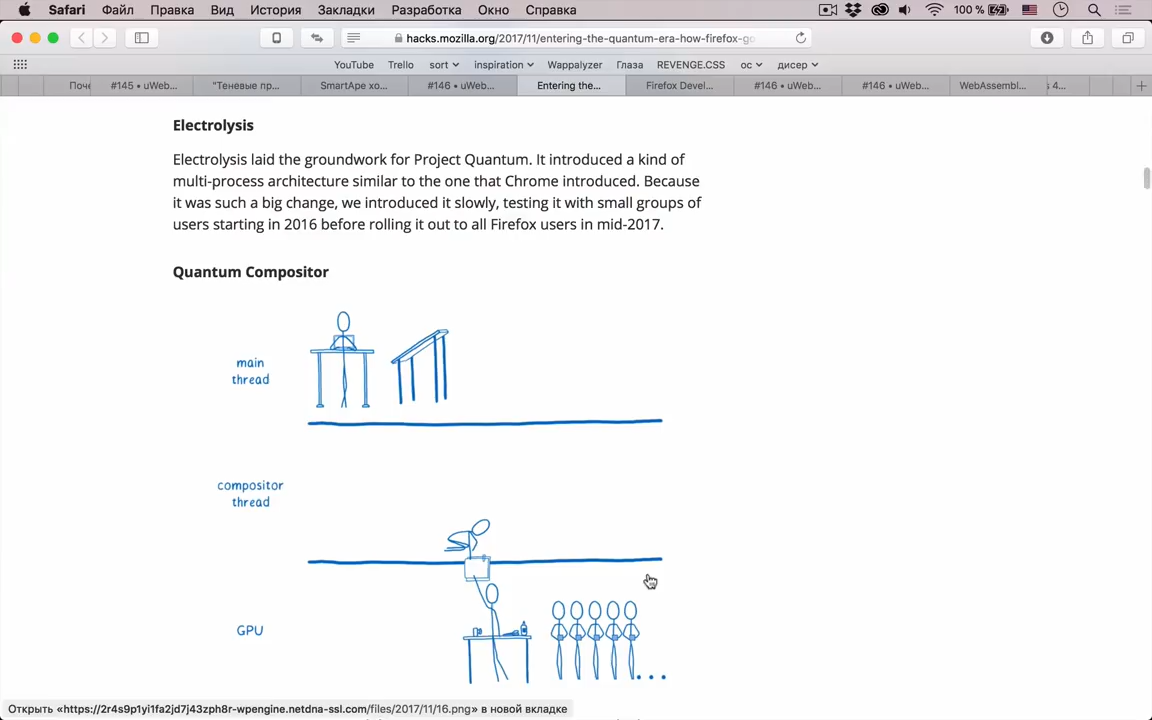 Safari Файл Правка Вид История Закладки Разработка Окно Справка 100 %
hacks.mozilla.org/2017/11/entering-the-quantum-era-how-firefox-go
YouTube Trello sort inspiration Wappalyzer Глаза REVENGE.CSS ос дисер
Поче #145 • uWeb... "Теневые пр... SmartApe хо... #146 • uWeb... Entering the... Firefox Devel... #146 • uWeb... #146 • uWeb... WebAssembl... 4...
Electrolysis
Electrolysis laid the groundwork for Project Quantum. It introduced a kind of
multi-process architecture similar to the one that Chrome introduced. Because
it was such a big change, we introduced it slowly, testing it with small groups of
users starting in 2016 before rolling it out to all Firefox users in mid-2017.
Quantum Compositor
main
thread
compositor
thread
GPU
Открыть «https://2r4s9p1yi1fa2jd7j43zph8r-wpengine.netdna-ssl.com/files/2017/11/16.png» в новой вкладке